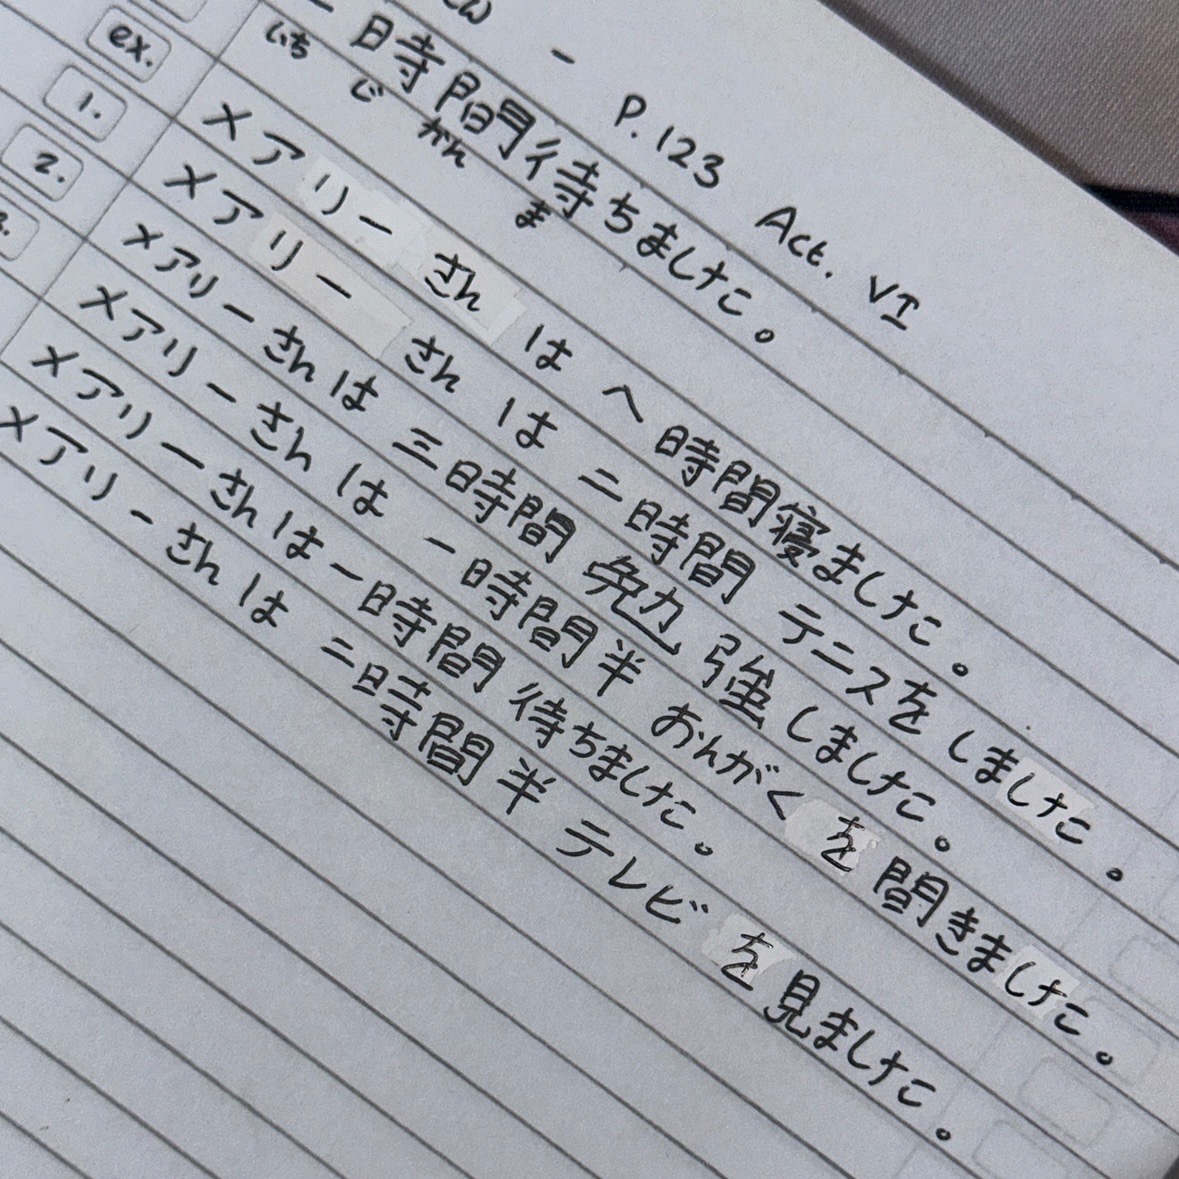 P.123 Act. VI
一時間待ちました。
いち じ がん ま
ex. メアリーさん は 八時間寝ました。
1. メアリー さん は 二時間 テニスを しました。
2. メアリーさんは 三時間 勉強しました。
3. メアリーさん は 一時間半 おんがくを間きました。
メアリーさんは一時間 待ちました。
メアリーさん は 二時間半 テレビを見ました。